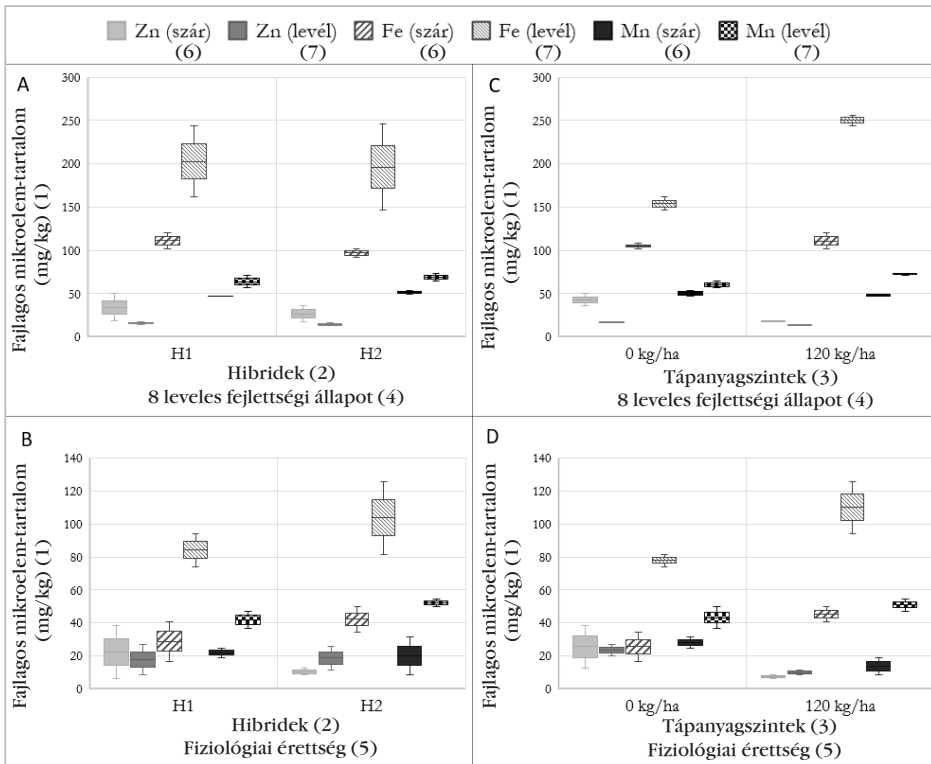 Zn (szár) Zn (levél) Fe (szár) Fe (levél) Mn (szár) Mn (levél)
(6) (7) (6) (7) (6) (7)
A
Fajlagos mikroelem-tartalom
(mg/kg) (1)
300
250
200
150
100
50
0
H1 H2
Hibridek (2)
8 leveles fejlettségi állapot (4)
C
Fajlagos mikroelem-tartalom
(mg/kg) (1)
300
250
200
150
100
50
0
0 kg/ha 120 kg/ha
Tápanyagszintek (3)
8 leveles fejlettségi állapot (4)
B
Fajlagos mikroelem-tartalom
(mg/kg) (1)
140
120
100
80
60
40
20
0
H1 H2
Hibridek (2)
Fiziológiai érettség (5)
D
Fajlagos mikroelem-tartalom
(mg/kg) (1)
140
120
100
80
60
40
20
0
0 kg/ha 120 kg/ha
Tápanyagszintek (3)
Fiziológiai érettség (5)